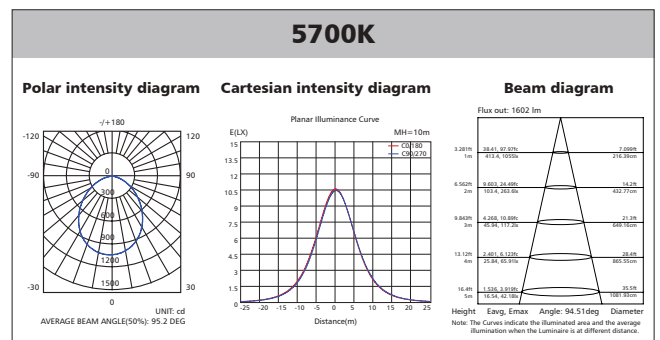 5700K
Polar intensity diagram
Cartesian intensity diagram
Beam diagram
-/+180
-120
120
-90
90
-30
30
0
300
600
900
1200
1500
0
UNIT: cd
AVERAGE BEAM ANGLE(50%): 95.2 DEG
Planar Illuminance Curve
E(LX)
MH=10m
C0/180
C90/270
15
13.5
12
10.5
9
7.5
6
4.5
3
1.5
0
-25 -20 -15 -10 -5 0 5 10 15 20 25
Distance(m)
Flux out: 1602 lm
3.281ft 38.41, 97.97fc 7.099ft
1m 413.4, 1055lx 216.39cm
6.562ft 9.603, 24.49fc 14.2ft
2m 103.4, 263.6lx 432.77cm
9.843ft 4.268, 10.89fc 21.3ft
3m 45.94, 117.2lx 649.16cm
13.12ft 2.401, 6.123fc 28.4ft
4m 25.84, 65.91lx 865.55cm
16.4ft 1.536, 3.919fc 35.5ft
5m 16.54, 42.18lx 1081.93cm
Height Eavg, Emax Angle: 94.51deg Diameter
Note: The Curves indicate the illuminated area and the average
illumination when the Luminaire is at different distance.